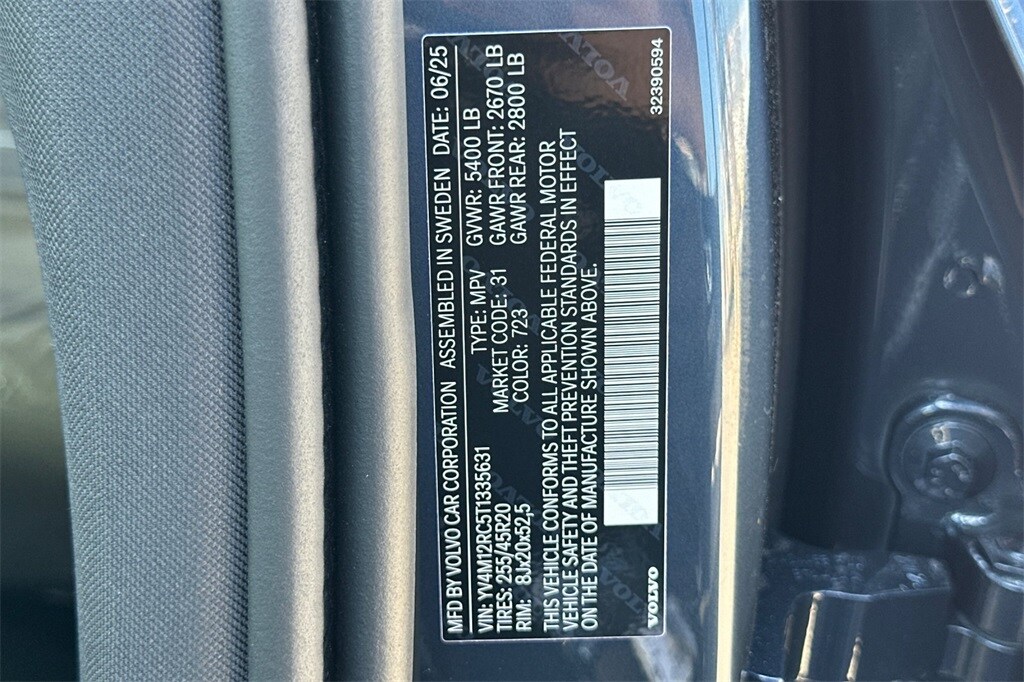 MFD BY VOLVO CAR CORPORATION ASSEMBLED IN SWEDEN DATE: 06/25
VIN: YV4M12RC5T1335631 TYPE: MPV GVWR: 5400 LB
TIRES: 255/45R20 MARKET CODE: 31 GAWR FRONT: 2670 LB
RIM: 8Jx20x52,5 COLOR: 723 GAWR REAR: 2800 LB
THIS VEHICLE CONFORMS TO ALL APPLICABLE FEDERAL MOTOR
VEHICLE SAFETY AND THEFT PREVENTION STANDARDS IN EFFECT
ON THE DATE OF MANUFACTURE SHOWN ABOVE.
VOLVO 32390594